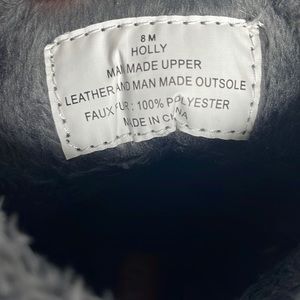 8 M
HOLLY
MAN MADE UPPER
LEATHER AND MAN MADE OUTSOLE
FAUX FUR : 100% POLYESTER
MADE IN CHINA